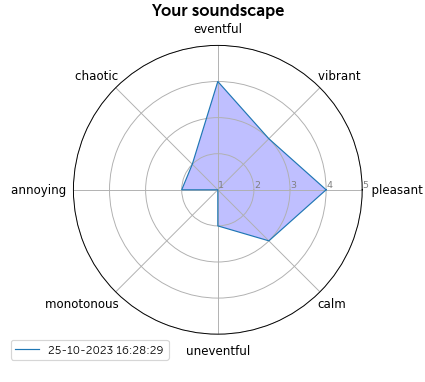 Your soundscape
eventful
chaotic
vibrant
annoying
1
2
3
4
5
pleasant
monotonous
calm
25-10-2023 16:28:29
uneventful